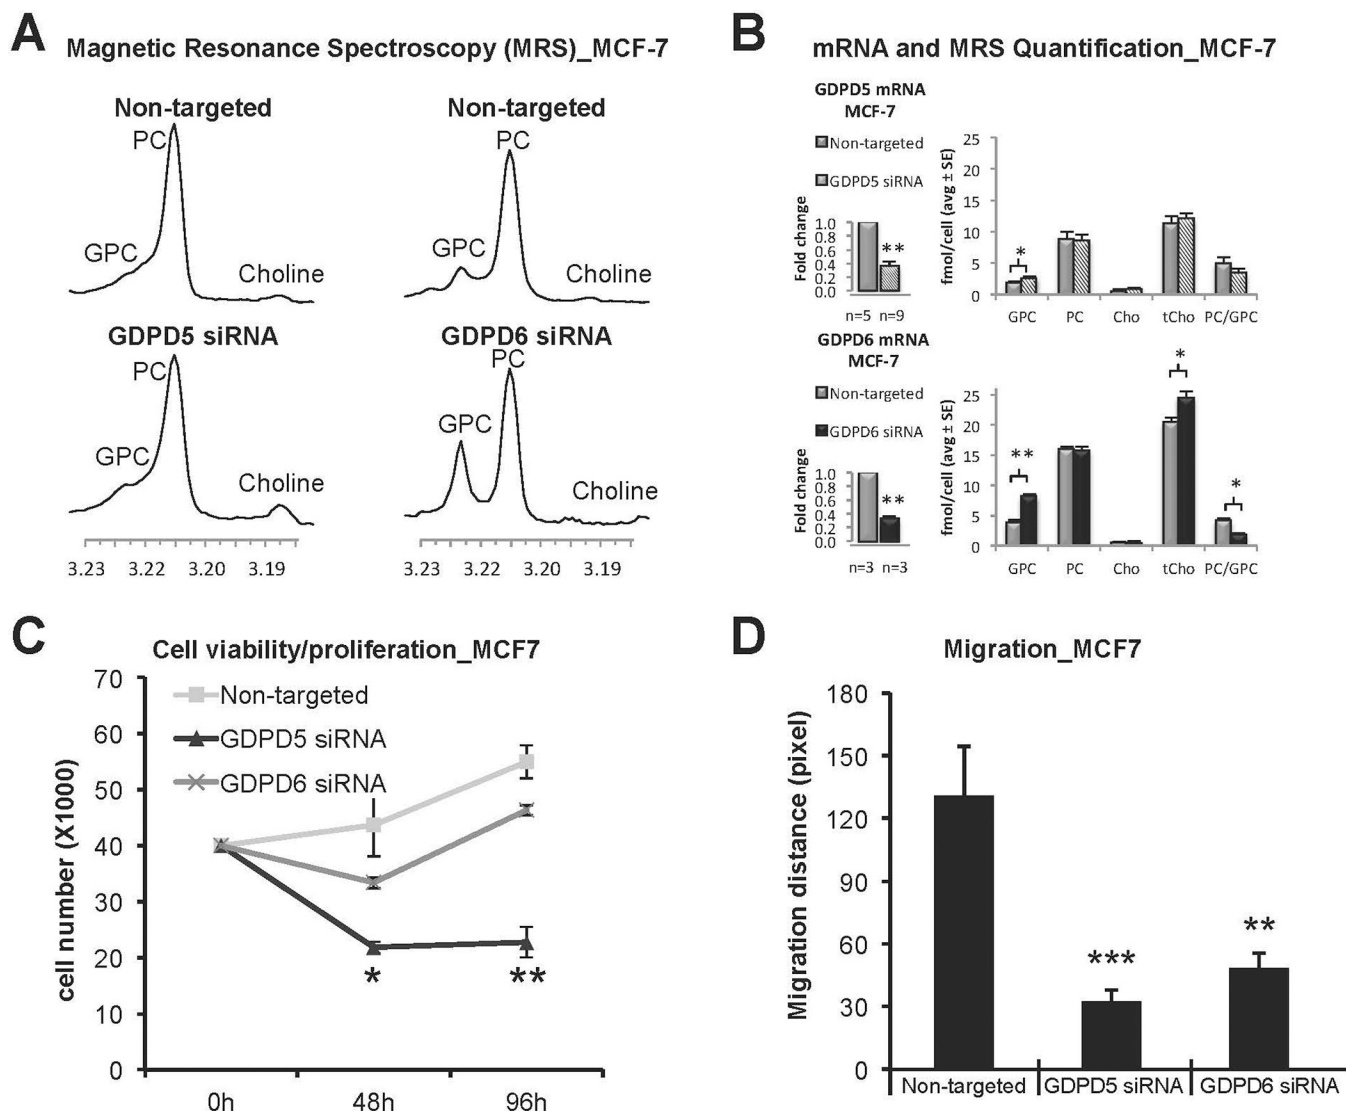 A
Magnetic Resonance Spectroscopy (MRS)_MCF-7
Non-targeted
PC
GPC
Choline
Non-targeted
PC
GPC
Choline
GDPD5 siRNA
PC
GPC
Choline
GDPD6 siRNA
PC
GPC
Choline
3.23 3.22 3.20 3.19
3.23 3.22 3.20 3.19
B
mRNA and MRS Quantification_MCF-7
GDPD5 mRNA
MCF-7
Non-targeted
GDPD5 siRNA
Fold change
1.0
0.8
0.6
0.4
0.2
0.0
**
n=5 n=9
fmol/cell (avg ± SE)
25
20
15
10
5
0
*
GPC PC Cho tCho PC/GPC
GDPD6 mRNA
MCF-7
Non-targeted
GDPD6 siRNA
Fold change
1.0
0.8
0.6
0.4
0.2
0.0
**
n=3 n=3
fmol/cell (avg ± SE)
25
20
15
10
5
0
**
*
*
GPC PC Cho tCho PC/GPC
C
Cell viability/proliferation_MCF7
cell number (X1000)
70
60
50
40
30
20
10
0
Non-targeted
GDPD5 siRNA
GDPD6 siRNA
*
**
0h 48h 96h
D
Migration_MCF7
Migration distance (pixel)
180
150
120
90
60
30
0
***
**
Non-targeted GDPD5 siRNA GDPD6 siRNA